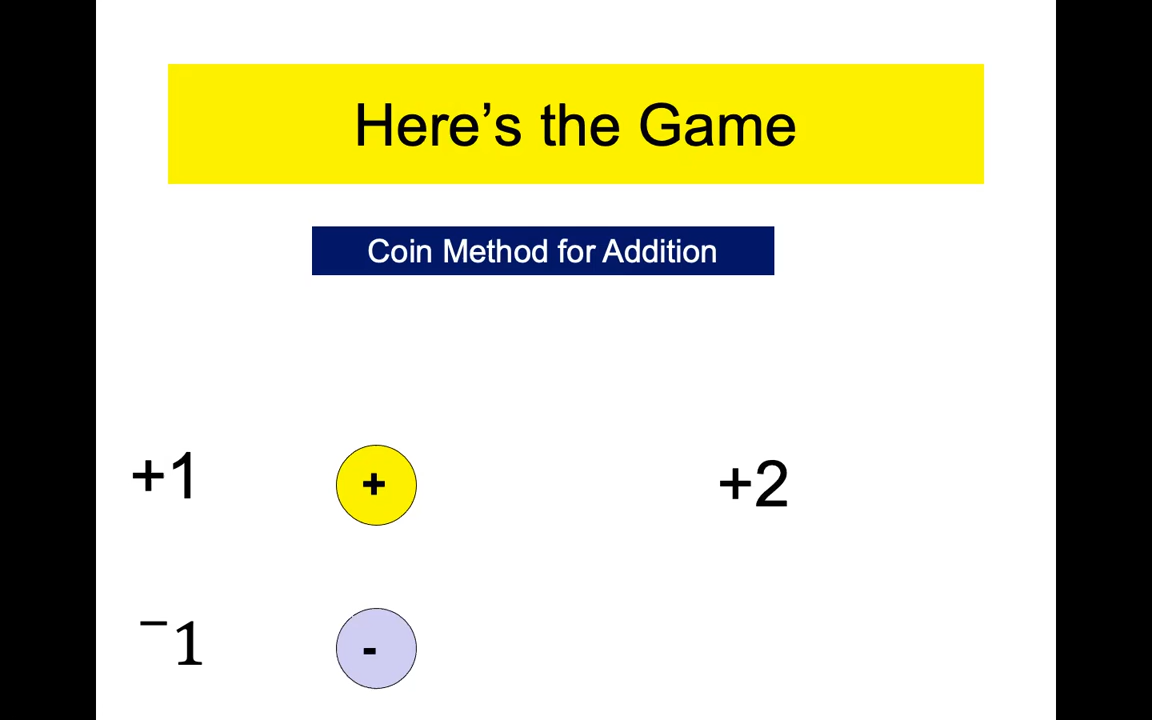 Here’s the Game
Coin Method for Addition
+1 + +2
⁻1 -